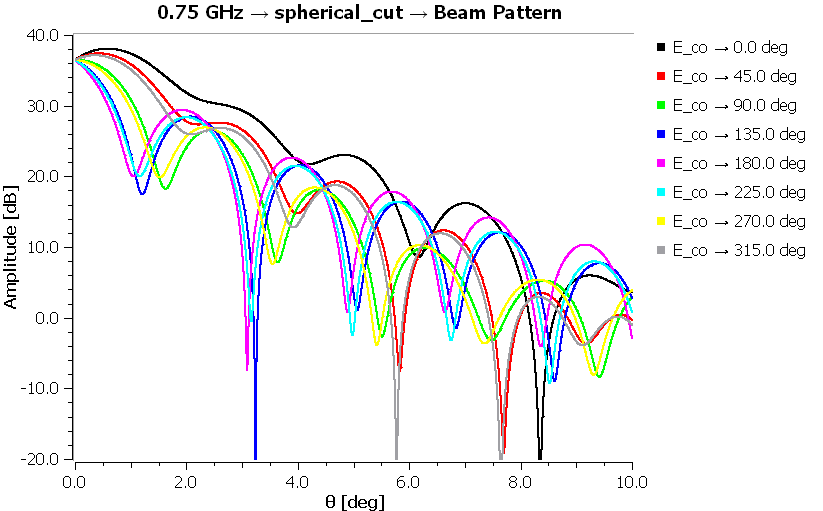 0.75 GHz → spherical_cut → Beam Pattern
40.0
30.0
20.0
10.0
0.0
-10.0
-20.0
Amplitude [dB]
0.0 2.0 4.0 6.0 8.0 10.0
θ [deg]
E_co → 0.0 deg
E_co → 45.0 deg
E_co → 90.0 deg
E_co → 135.0 deg
E_co → 180.0 deg
E_co → 225.0 deg
E_co → 270.0 deg
E_co → 315.0 deg